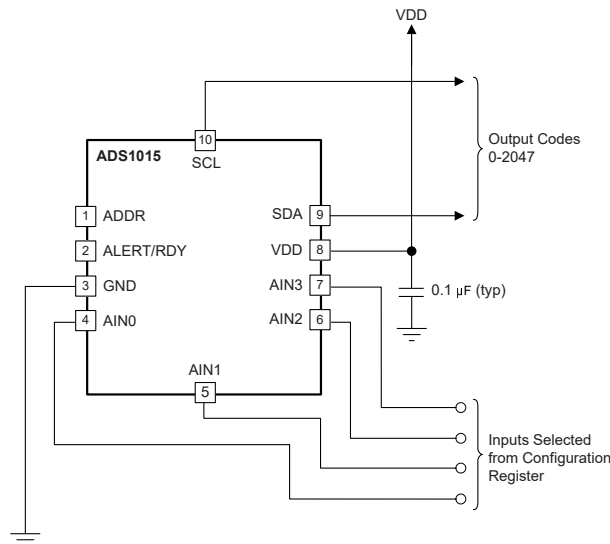 VDD
10
ADS1015
SCL
Output Codes
0-2047
1 ADDR
SDA 9
2 ALERT/RDY
VDD 8
3 GND
AIN3 7
0.1 µF (typ)
4 AIN0
AIN2 6
AIN1
5
Inputs Selected
from Configuration
Register